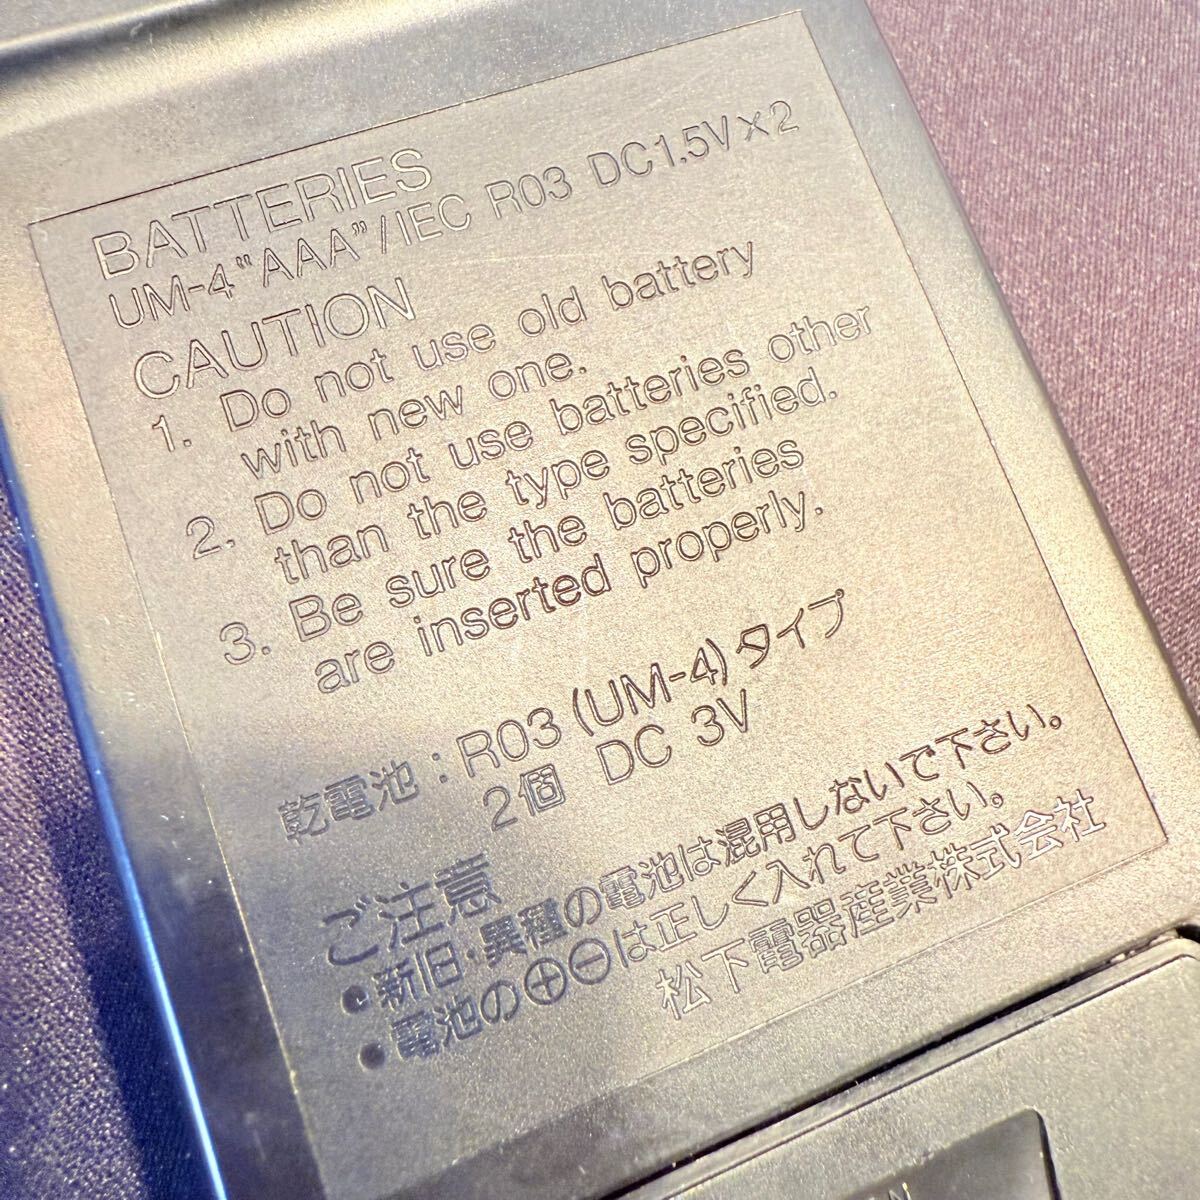 BATTERIES
UM-4"AAA"/IEC R03 DC1.5V×2
CAUTION
1. Do not use old battery
with new one.
2. Do not use batteries other
than the type specified.
3. Be sure the batteries
are inserted properly.
乾電池：R03(UM-4)タイプ
2個 DC 3V
ご注意
●新旧・異種の電池は混用しないで下さい。
●電池の⊕⊖は正しく入れて下さい。
松下電器産業株式会社